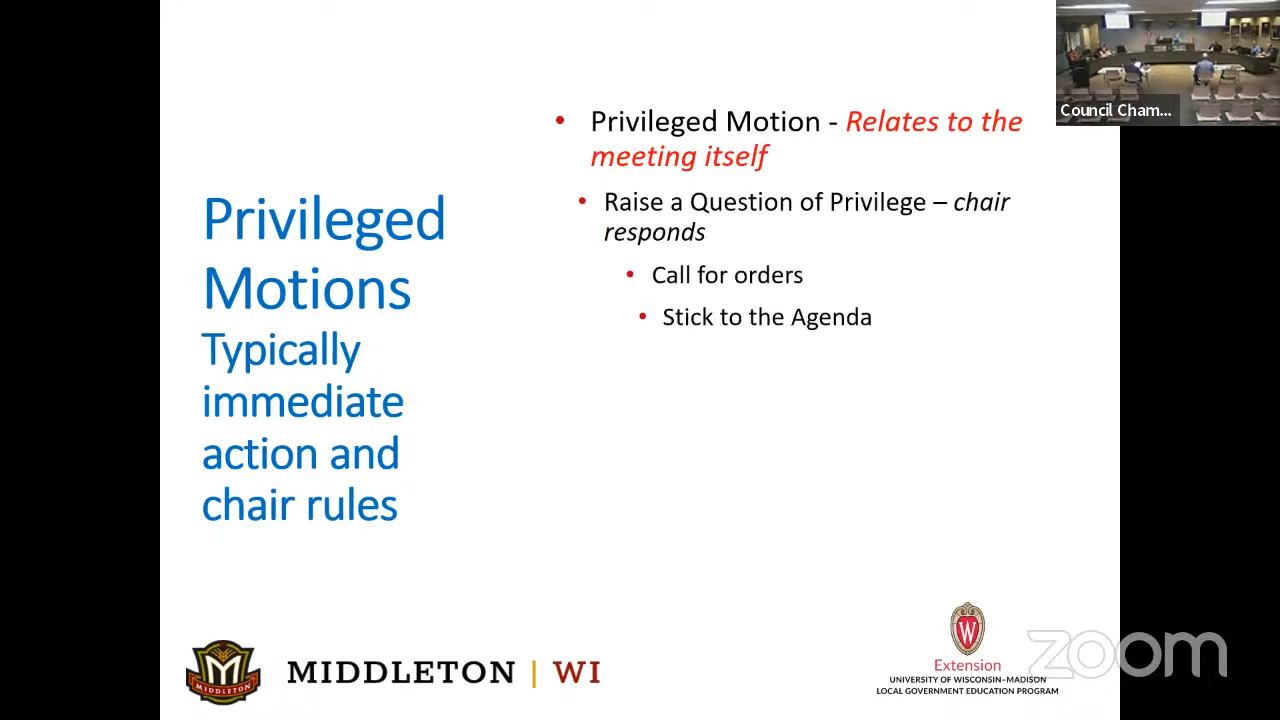 Council Cham...
• Privileged Motion - Relates to the
meeting itself
• Raise a Question of Privilege – chair
responds
• Call for orders
• Stick to the Agenda
Privileged
Motions
Typically
immediate
action and
chair rules
M
MIDDLETON
MIDDLETON | WI
W
Extension
UNIVERSITY OF WISCONSIN–MADISON
LOCAL GOVERNMENT EDUCATION PROGRAM
zoom